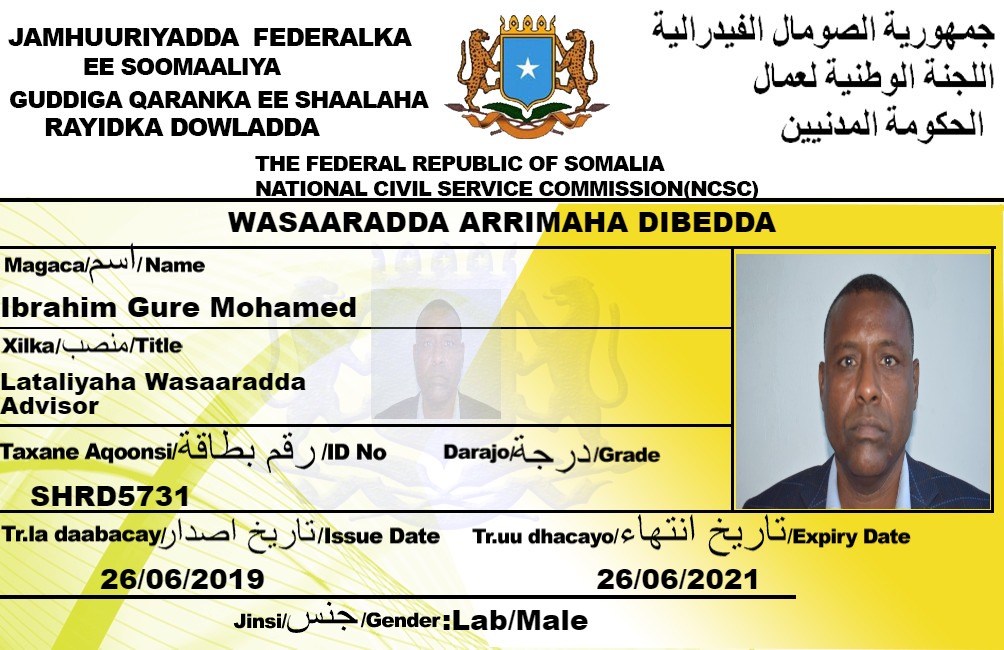 JAMHUURIYADDA FEDERALKA
EE SOOMAALIYA
GUDDIGA QARANKA EE SHAALAHA
RAYIDKA DOWLADDA
جمهورية الصومال الفيدرالية
اللجنة الوطنية لعمال
الحكومة المدنيين
THE FEDERAL REPUBLIC OF SOMALIA
NATIONAL CIVIL SERVICE COMMISSION(NCSC)
WASAARADDA ARRIMAHA DIBEDDA
Magaca/اسم/Name
Ibrahim Gure Mohamed
Xilka/منصب/Title
Lataliyaha Wasaaradda
Advisor
Taxane Aqoonsi/رقم بطاقة/ID No
Darajo/درجة/Grade
SHRD5731
Tr.la daabacay/تاريخ اصدار/Issue Date
Tr.uu dhacayo/تاريخ انتهاء/Expiry Date
26/06/2019
26/06/2021
Jinsi/جنس/Gender:Lab/Male